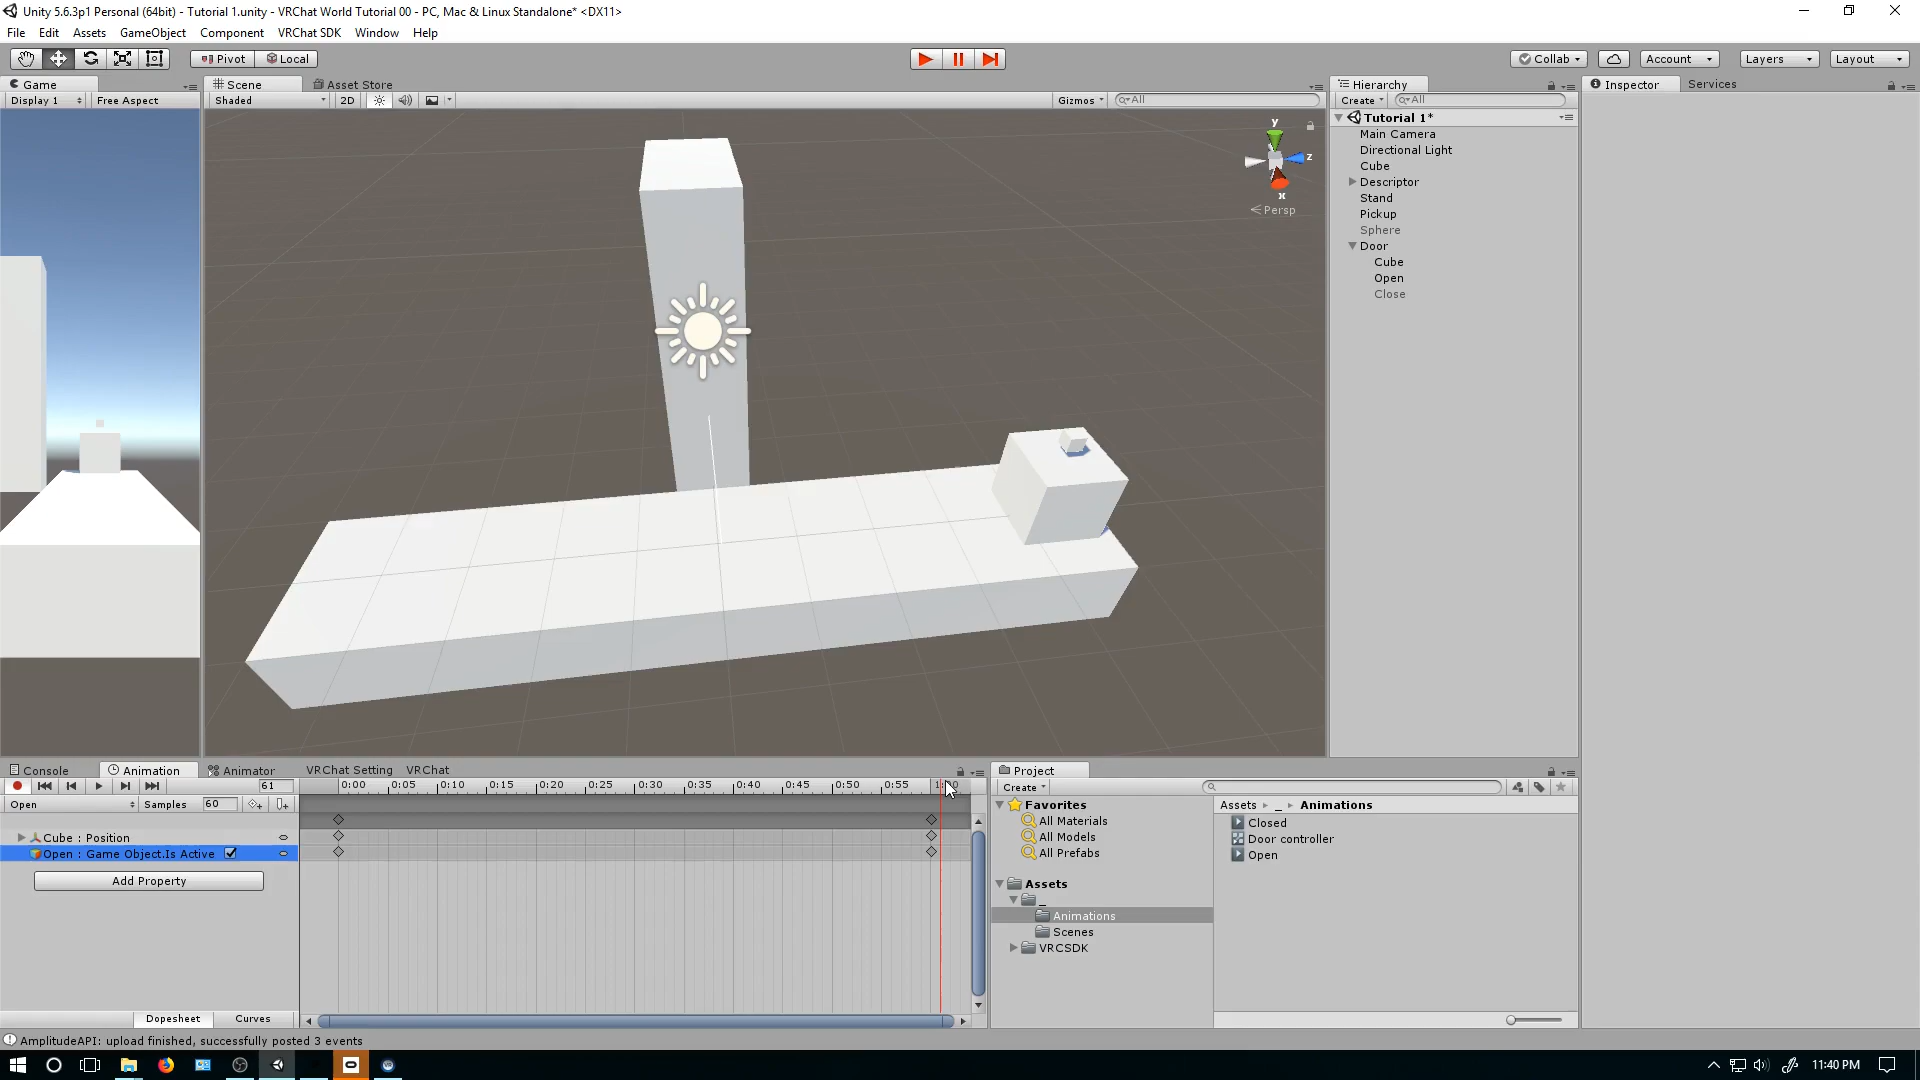 Unity 5.6.3p1 Personal (64bit) - Tutorial 1.unity - VRChat World Tutorial 00 - PC, Mac & Linux Standalone* <DX11>
File Edit Assets GameObject Component VRChat SDK Window Help
Pivot Local Collab Account Layers Layout
Game Scene Asset Store Hierarchy Inspector Services
Display 1 Free Aspect Shaded 2D Gizmos All Create All
Tutorial 1*
Main Camera
Directional Light
Cube
Descriptor
Stand
Pickup
Sphere
Door
Cube
Open
Close
y
z
x
Persp
Console Animation Animator VRChat Setting VRChat Project
61 0:00 0:05 0:10 0:15 0:20 0:25 0:30 0:35 0:40 0:45 0:50 0:55 Create
Open Samples 60
Cube : Position
Open : Game Object.Is Active
Add Property
Dopesheet Curves
Favorites
All Materials
All Models
All Prefabs
Assets
_
Animations
Scenes
VRCSDK
Assets _ Animations
Closed
Door controller
Open
AmplitudeAPI: upload finished, successfully posted 3 events
11:40 PM